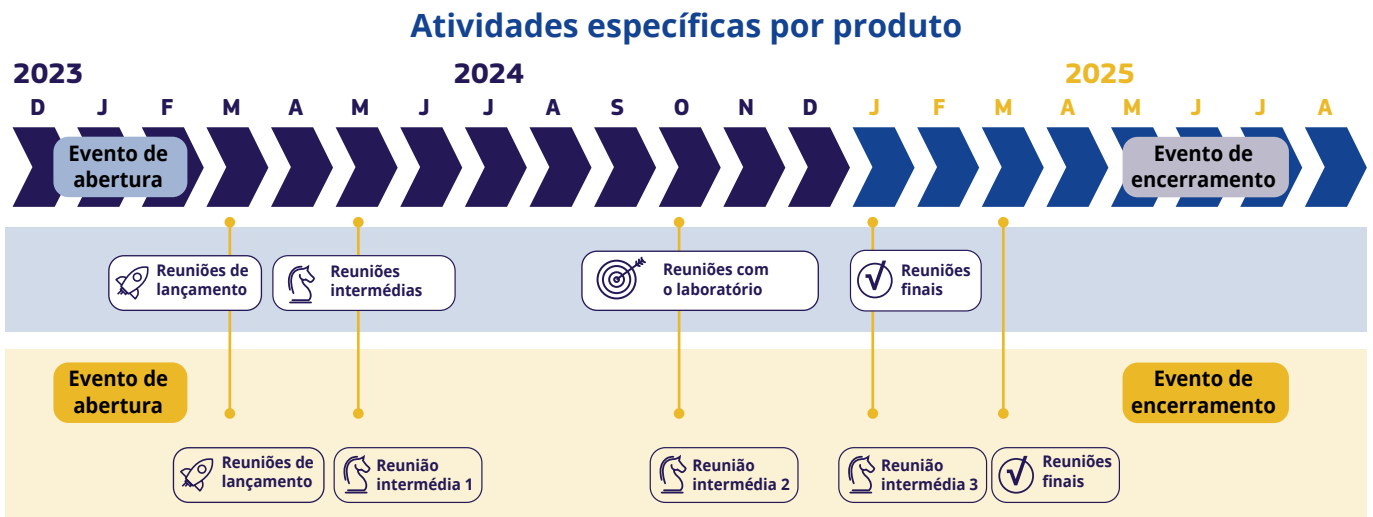 Atividades específicas por produto
2023 2024 2025
D J F M A M J J A S O N D J F M A M J J A
Evento de
abertura
Evento de
encerramento
Reuniões de
lançamento
Reuniões
intermédias
Reuniões com
o laboratório
Reuniões
finais
Evento de
abertura
Evento de
encerramento
Reuniões de
lançamento
Reunião
intermédia 1
Reunião
intermédia 2
Reunião
intermédia 3
Reuniões
finais